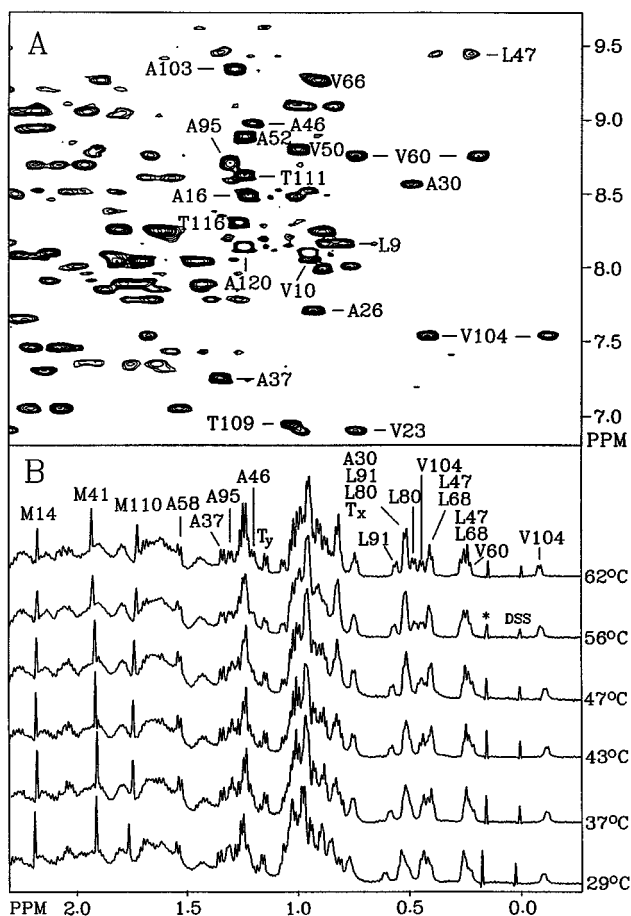 A
9.5
A103
L47
V66
9.0
A46
A95
A52
V50
V60
T111
A30
8.5
A16
T116
L9
8.0
A120
V10
A26
V104
7.5
A37
T109
V23
7.0
PPM
B
A30
L91
L80
Tx
V104
L47
L68
L47
L68
M14
M41
M110
A58
A95
A46
A37
Ty
L91
L80
V60
V104
62°C
* DSS
56°C
47°C
43°C
37°C
29°C
PPM 2.0 1.5 1.0 0.5 0.0